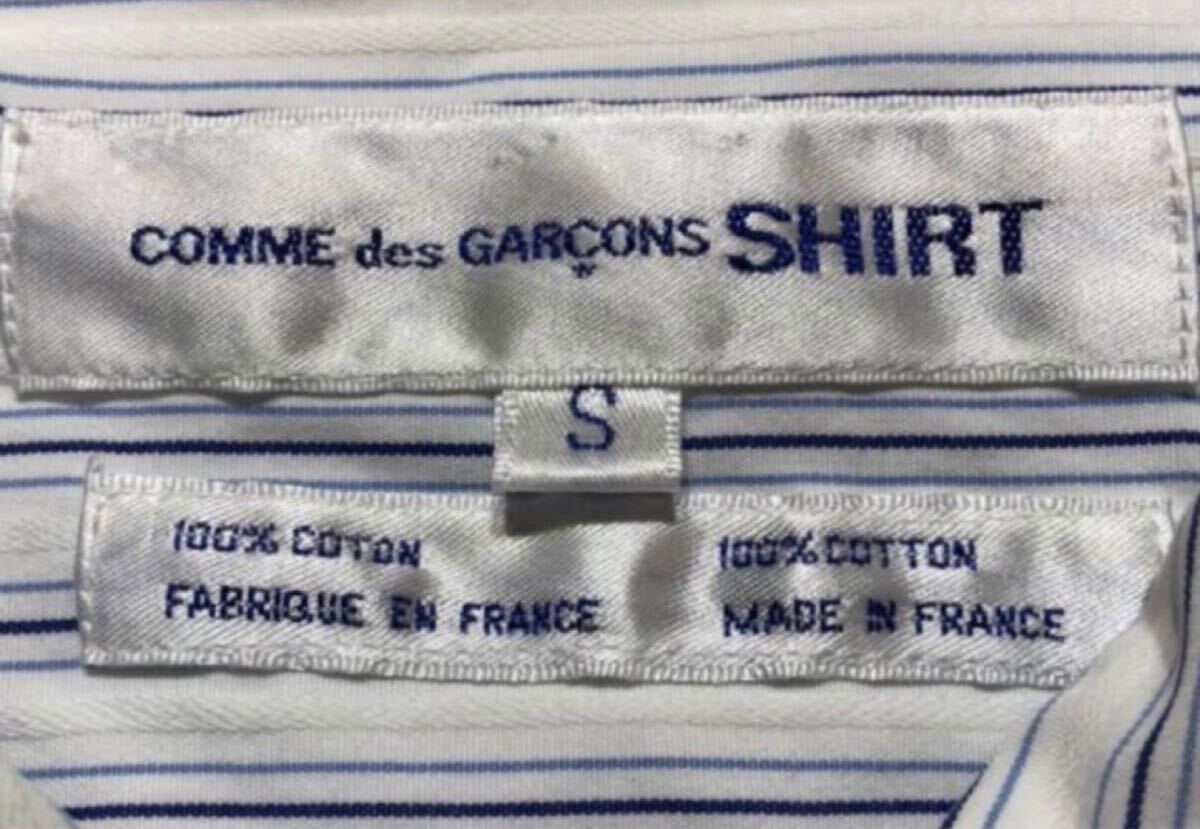 COMME des GARÇONS SHIRT
S
100% COTON
FABRIQUE EN FRANCE
100% COTTON
MADE IN FRANCE